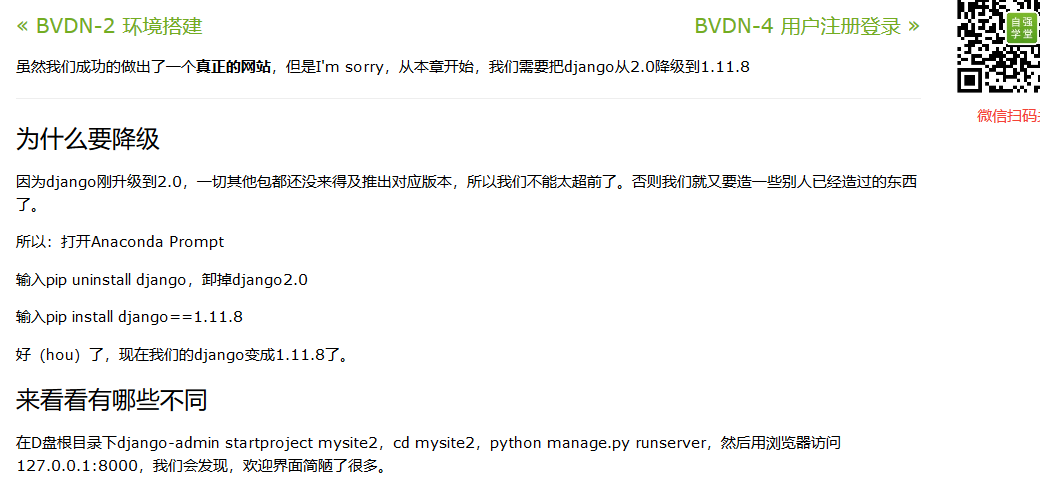 « BVDN-2 环境搭建
BVDN-4 用户注册登录 »
自强
学堂
微信扫码
虽然我们成功的做出了一个真正的网站，但是I'm sorry，从本章开始，我们需要把django从2.0降级到1.11.8
为什么要降级
因为django刚升级到2.0，一切其他包都还没来得及推出对应版本，所以我们不能太超前了。否则我们就又要造一些别人已经造过的东西
了。
所以：打开Anaconda Prompt
输入pip uninstall django，卸掉django2.0
输入pip install django==1.11.8
好（hou）了，现在我们的django变成1.11.8了。
来看看有哪些不同
在D盘根目录下django-admin startproject mysite2，cd mysite2，python manage.py runserver，然后用浏览器访问
127.0.0.1:8000，我们会发现，欢迎界面简陋了很多。